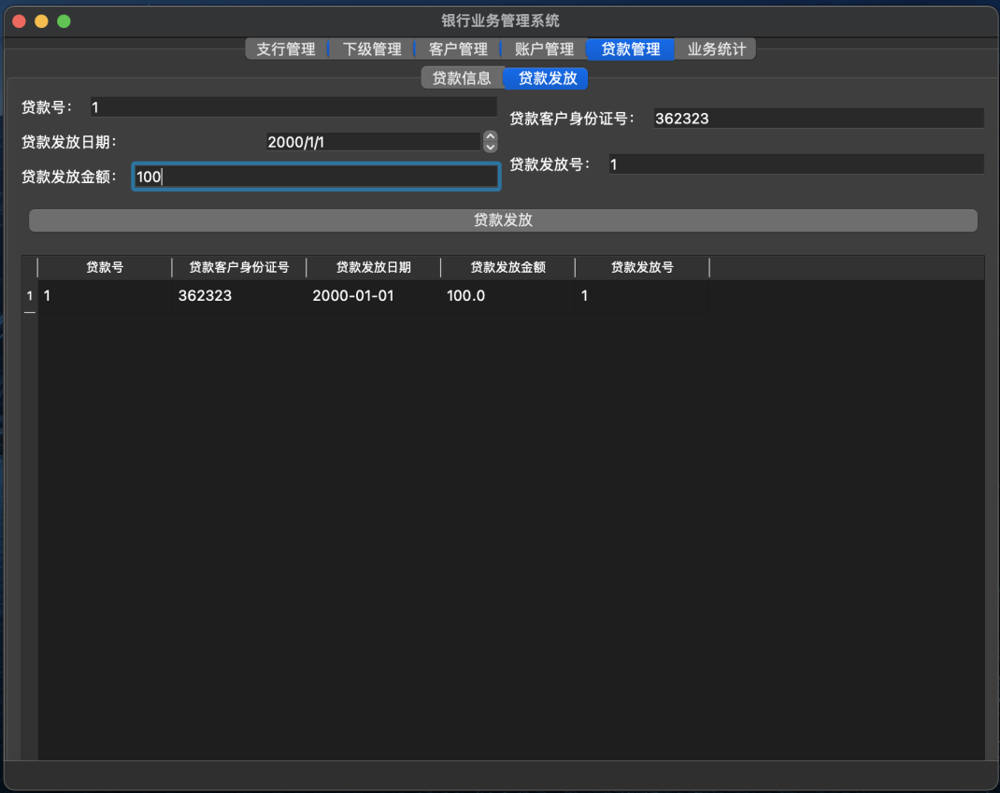 银行业务管理系统
支行管理 下级管理 客户管理 账户管理 贷款管理 业务统计
贷款信息 贷款发放
贷款号： 1
贷款客户身份证号： 362323
贷款发放日期： 2000/1/1
贷款发放号： 1
贷款发放金额： 100
贷款发放
贷款号 贷款客户身份证号 贷款发放日期 贷款发放金额 贷款发放号
1 1 362323 2000-01-01 100.0 1